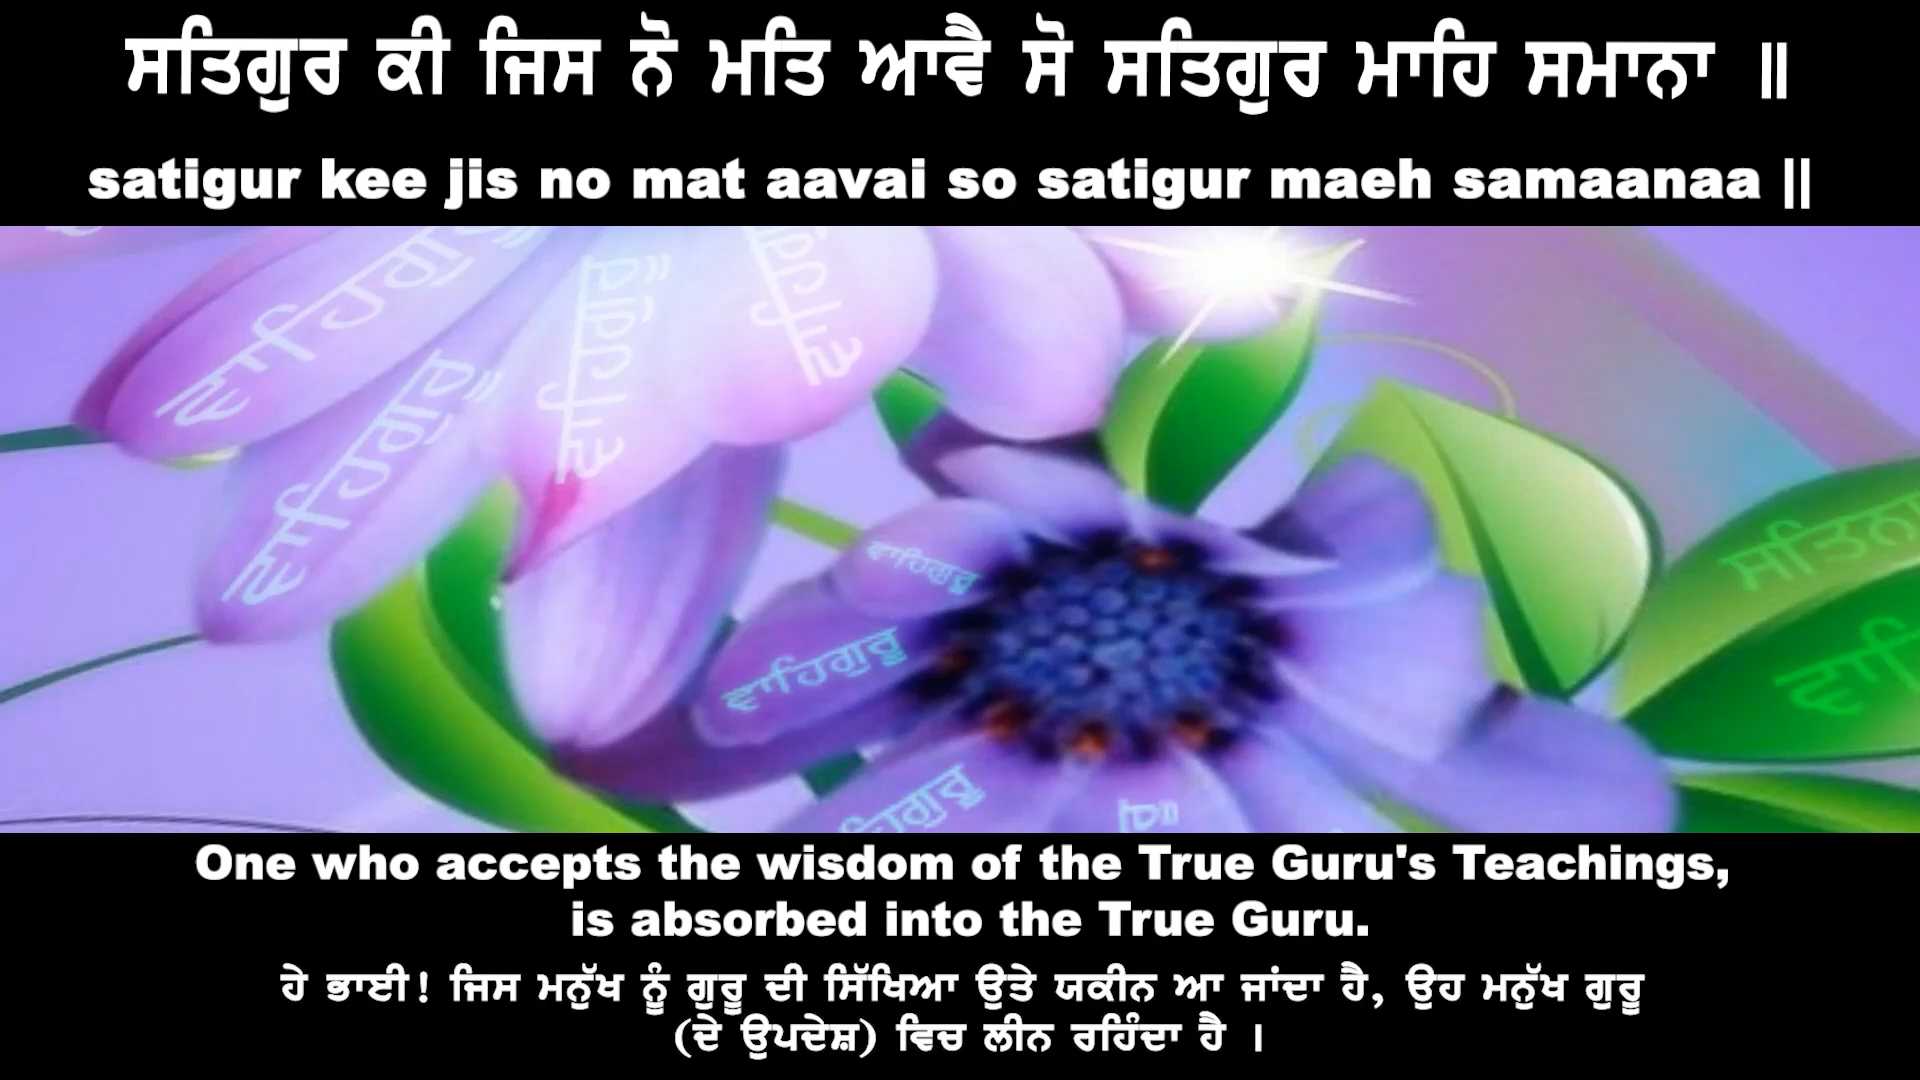 ਸਤਿਗੁਰ ਕੀ ਜਿਸ ਨੋ ਮਤਿ ਆਵੈ ਸੋ ਸਤਿਗੁਰ ਮਾਹਿ ਸਮਾਨਾ ॥
satigur kee jis no mat aavai so satigur maeh samaanaa ||
ਵਾਹਿਗੁਰੂ
ਵਾਹਿਗੁਰੂ
ਵਾਹਿਗੁਰੂ
ਵਾਹਿਗੁਰੂ
ਵਾਹਿਗੁਰੂ
ਵਾਹਿਗੁਰੂ
One who accepts the wisdom of the True Guru's Teachings,
is absorbed into the True Guru.
ਹੇ ਭਾਈ! ਜਿਸ ਮਨੁੱਖ ਨੂੰ ਗੁਰੂ ਦੀ ਸਿੱਖਿਆ ਉਤੇ ਯਕੀਨ ਆ ਜਾਂਦਾ ਹੈ, ਉਹ ਮਨੁੱਖ ਗੁਰੂ
(ਦੇ ਉਪਦੇਸ਼) ਵਿਚ ਲੀਨ ਰਹਿੰਦਾ ਹੈ ।